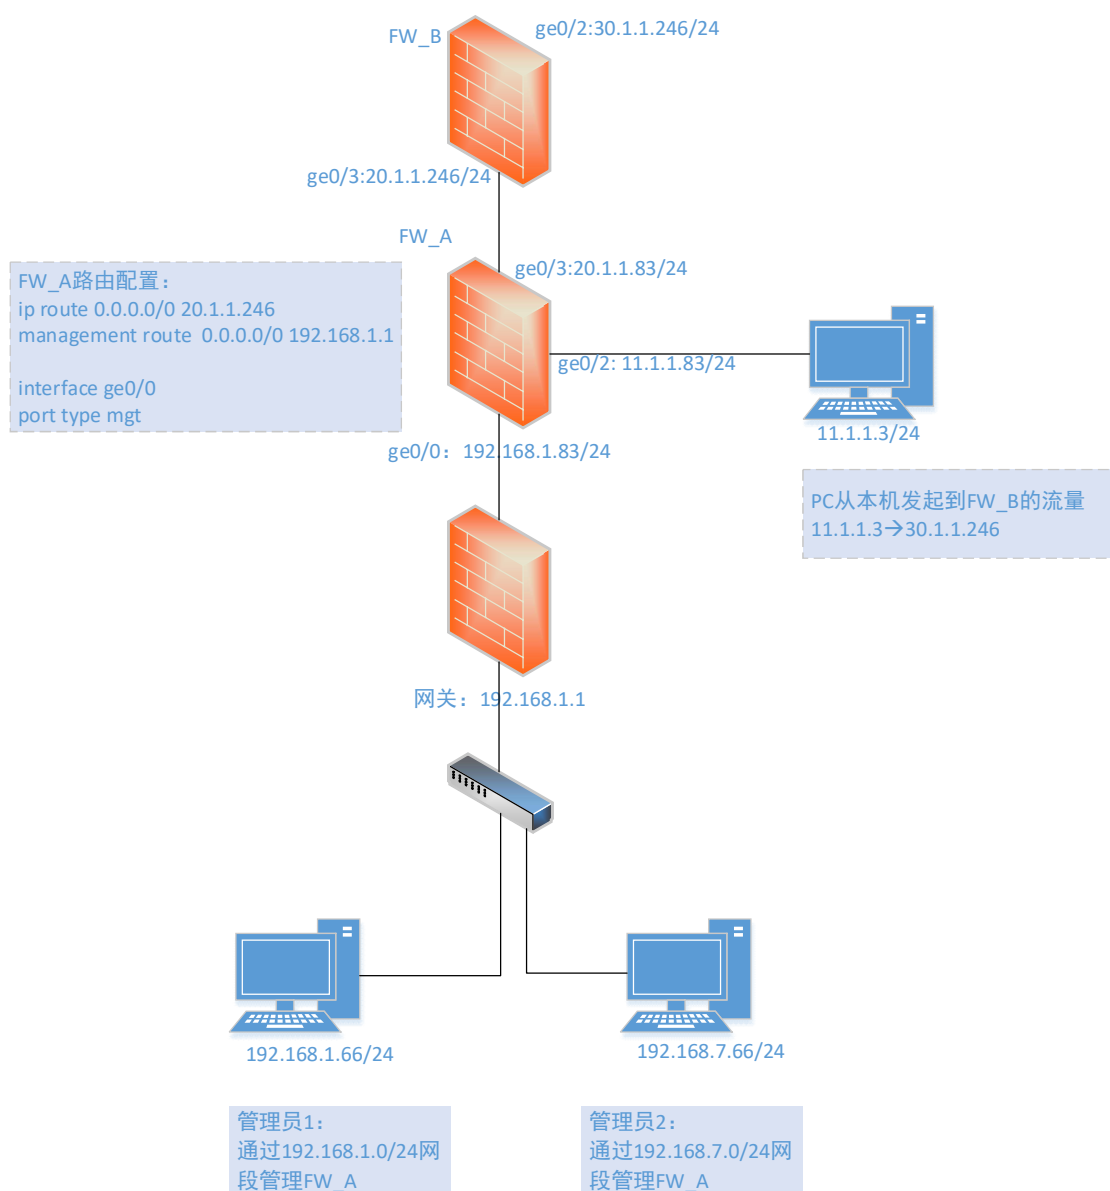 FW_B
ge0/2:30.1.1.246/24
ge0/3:20.1.1.246/24
FW_A
ge0/3:20.1.1.83/24
FW_A路由配置：
ip route 0.0.0.0/0 20.1.1.246
management route 0.0.0.0/0 192.168.1.1
interface ge0/0
port type mgt
ge0/2: 11.1.1.83/24
11.1.1.3/24
ge0/0：192.168.1.83/24
PC从本机发起到FW_B的流量
11.1.1.3→30.1.1.246
网关：192.168.1.1
192.168.1.66/24
192.168.7.66/24
管理员1：
通过192.168.1.0/24网
段管理FW_A
管理员2：
通过192.168.7.0/24网
段管理FW_A